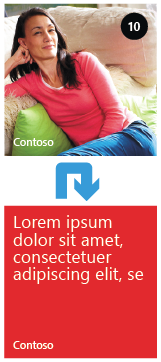 10
Contoso
Lorem ipsum
dolor sit amet,
consectetuer
adipiscing elit, se
Contoso